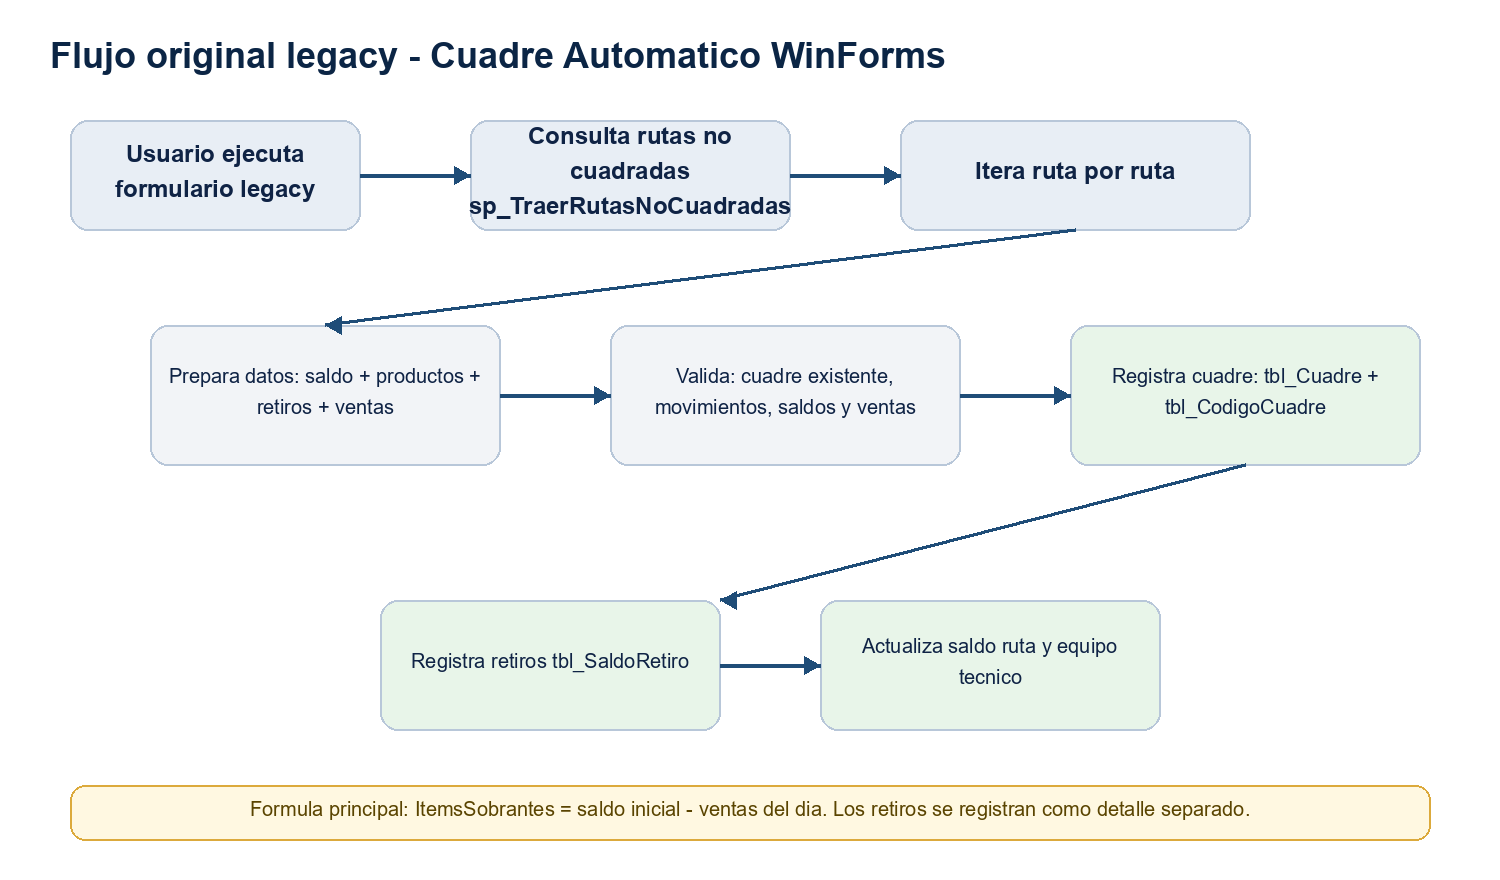 Flujo original legacy - Cuadre Automatico WinForms
Usuario ejecuta
formulario legacy
Consulta rutas no
cuadradas
sp_TraerRutasNoCuadradas
Itera ruta por ruta
Prepara datos: saldo + productos +
retiros + ventas
Valida: cuadre existente,
movimientos, saldos y ventas
Registra cuadre: tbl_Cuadre +
tbl_CodigoCuadre
Registra retiros tbl_SaldoRetiro
Actualiza saldo ruta y equipo
tecnico
Formula principal: ItemsSobrantes = saldo inicial - ventas del dia. Los retiros se registran como detalle separado.